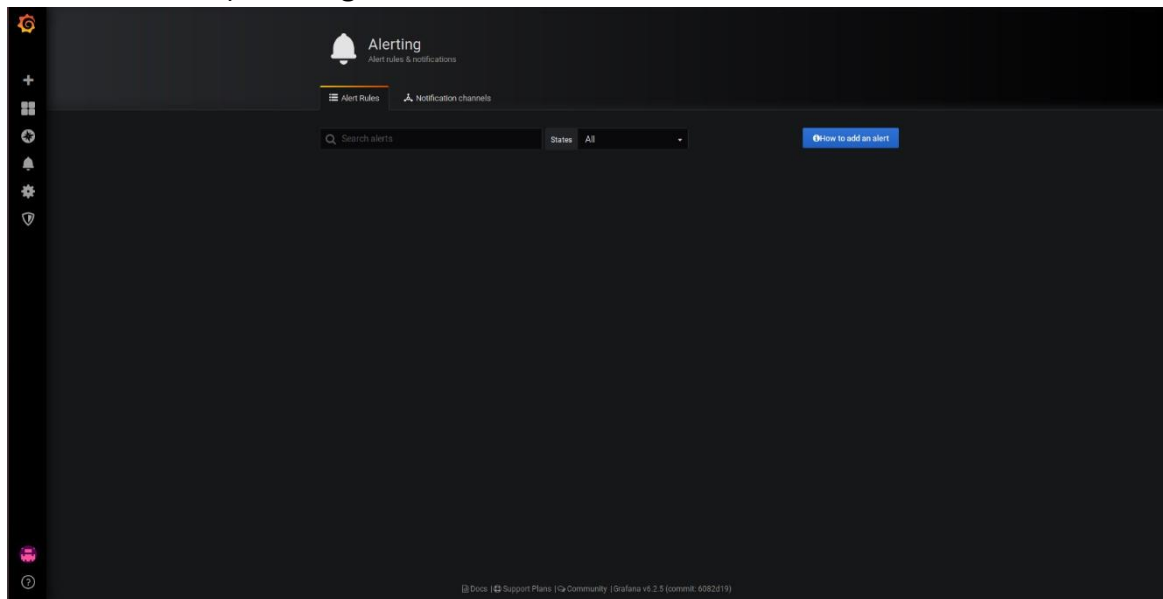 Alerting
Alert rules & notifications
Alert Rules Notification channels
Search alerts States All How to add an alert
Docs | Support Plans | Community | Grafana v6.2.5 (commit: 6082d19)